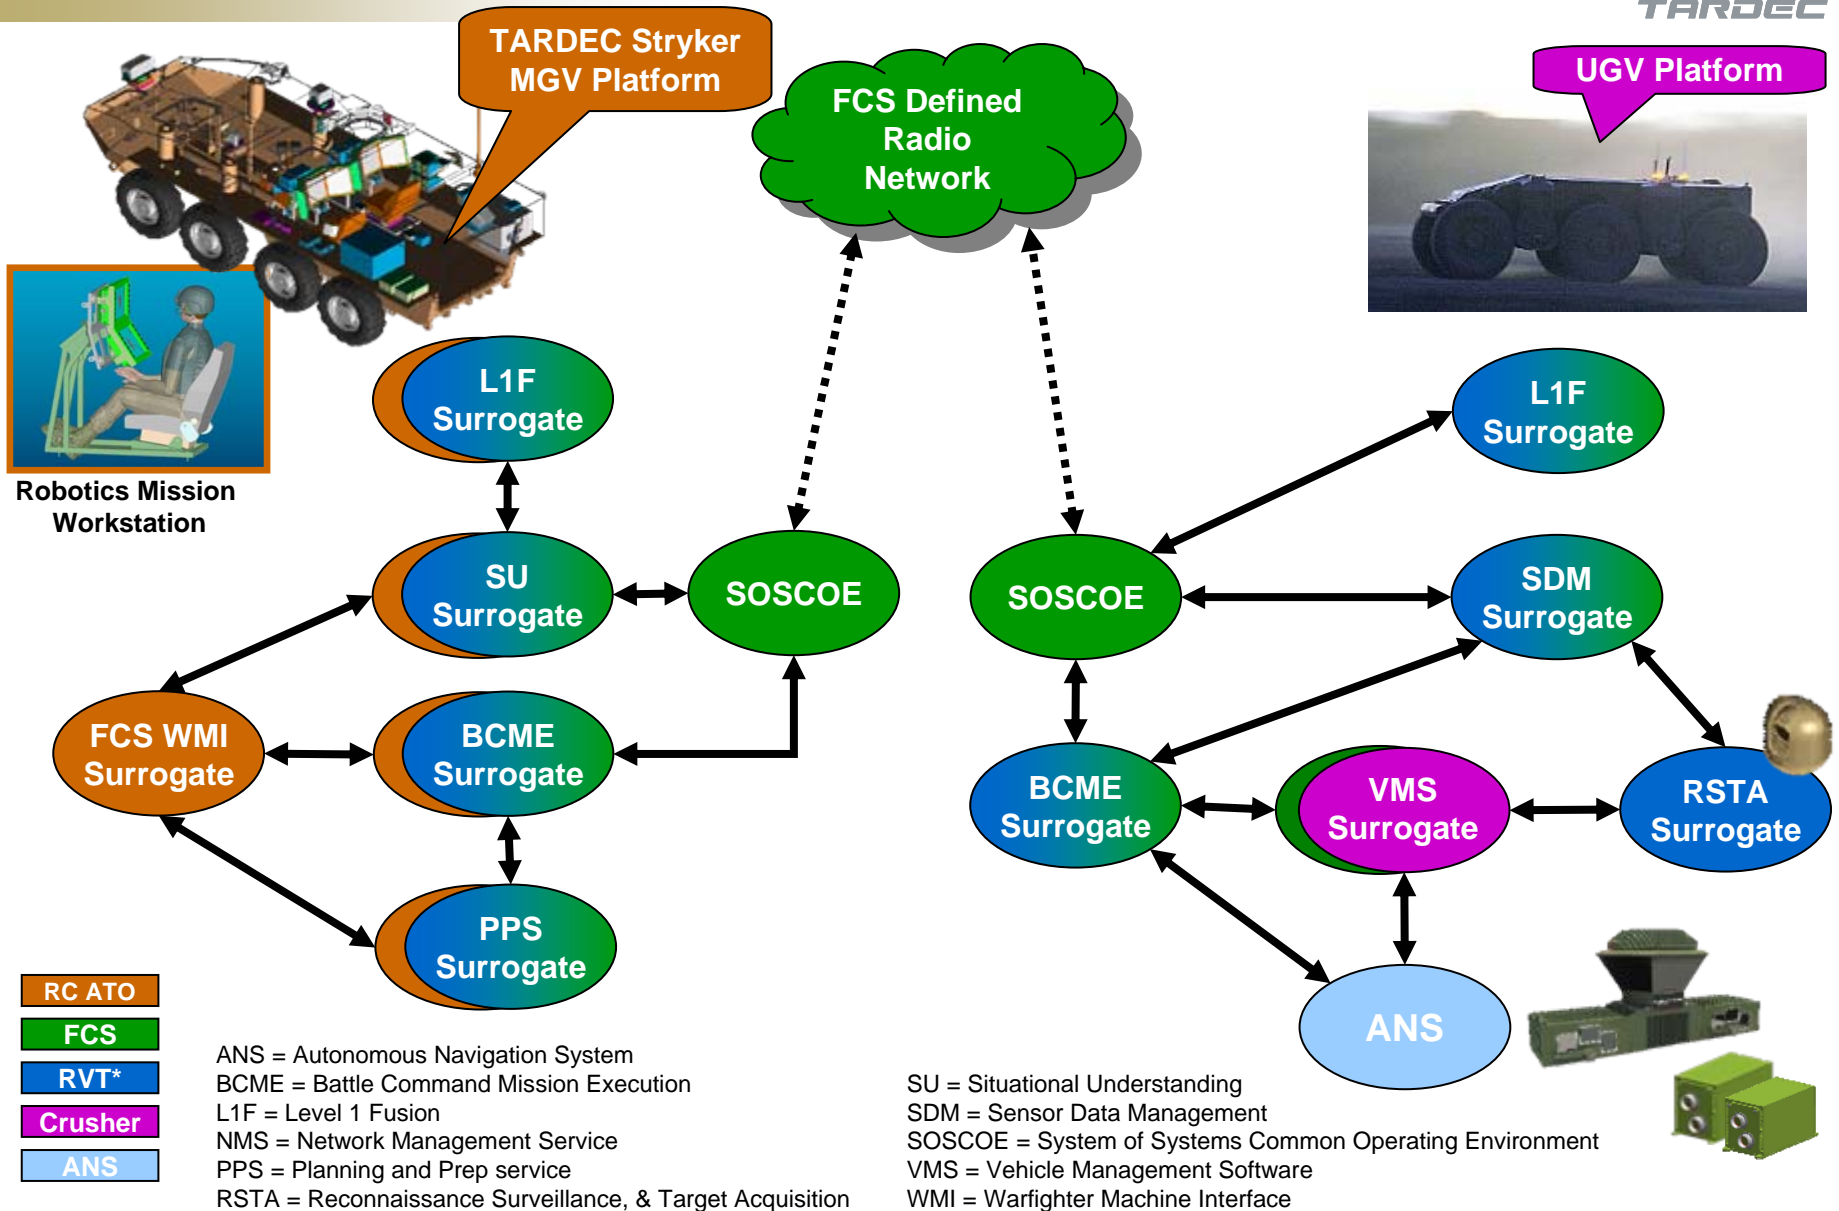 TARDEC
TARDEC Stryker
MGV Platform
FCS Defined
Radio
Network
UGV Platform
Robotics Mission
Workstation
L1F
Surrogate
SU
Surrogate
SOSCOE
FCS WMI
Surrogate
BCME
Surrogate
PPS
Surrogate
L1F
Surrogate
SOSCOE
SDM
Surrogate
BCME
Surrogate
VMS
Surrogate
RSTA
Surrogate
ANS
RC ATO
FCS
RVT*
Crusher
ANS
ANS = Autonomous Navigation System
BCME = Battle Command Mission Execution
L1F = Level 1 Fusion
NMS = Network Management Service
PPS = Planning and Prep service
RSTA = Reconnaissance Surveillance, & Target Acquisition
SU = Situational Understanding
SDM = Sensor Data Management
SOSCOE = System of Systems Common Operating Environment
VMS = Vehicle Management Software
WMI = Warfighter Machine Interface